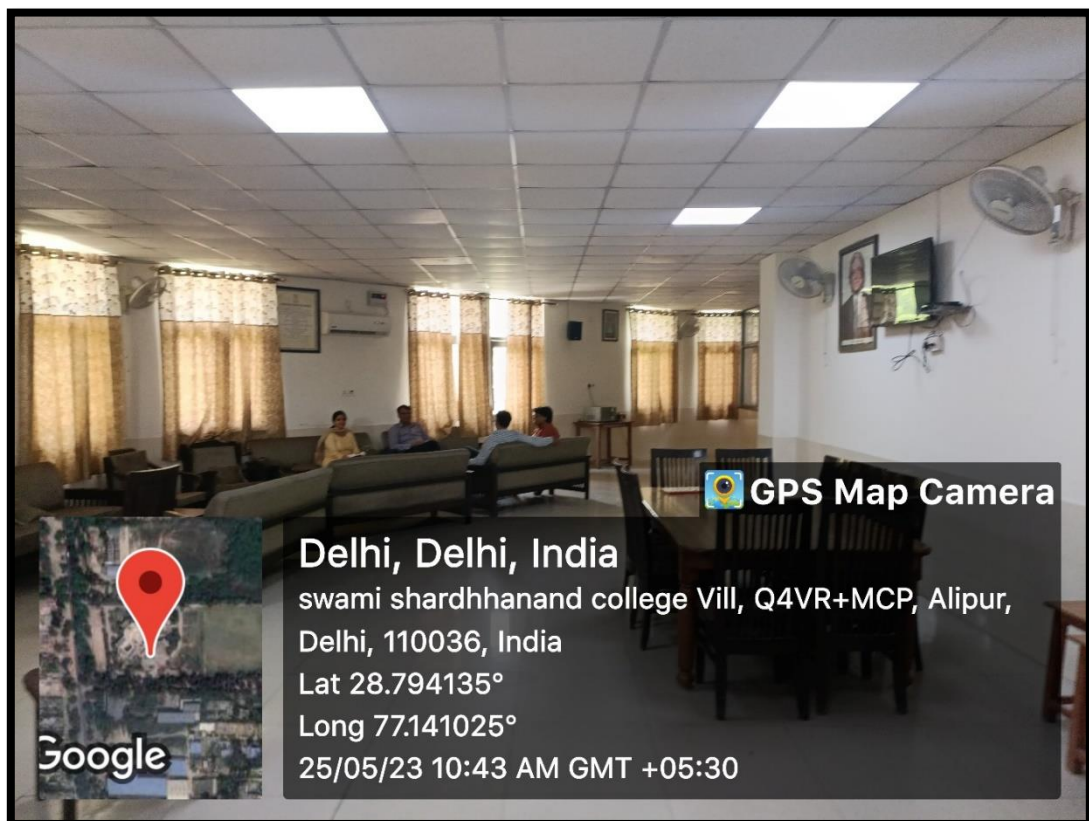 GPS Map Camera
Delhi, Delhi, India
swami shardhhanand college Vill, Q4VR+MCP, Alipur,
Delhi, 110036, India
Lat 28.794135°
Long 77.141025°
25/05/23 10:43 AM GMT +05:30
Google